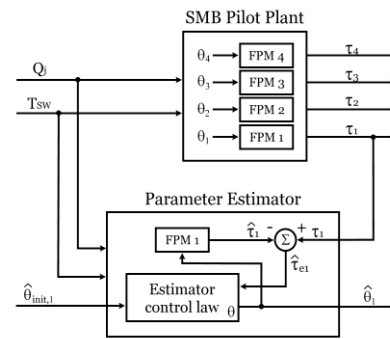 SMB Pilot Plant
θ₄ FPM 4 τ₄
Qⱼ
θ₃ FPM 3 τ₃
θ₂ FPM 2 τ₂
Tsw
θ₁ FPM 1 τ₁
Parameter Estimator
FPM 1 τ̂₁ - Σ + τ₁
τ̂ₑ₁
θ̂init,1 Estimator θ̂₁
control law θ